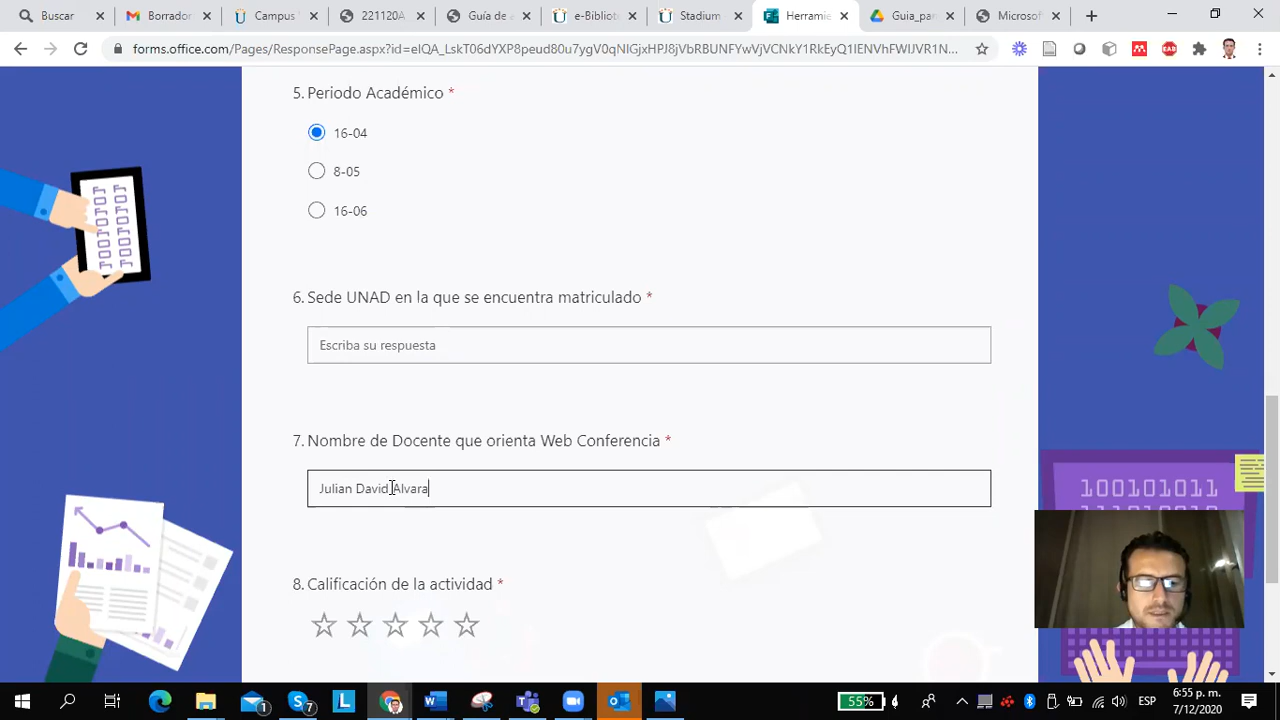 Buscar
Borrador
Campus
221120A
Guía de
e-Bibliot
Stadium
Herramie
Guia_par
Microsof
forms.office.com/Pages/ResponsePage.aspx?id=eIQA_LskT06dYXP8peud80u7ygV0qNIGjxHPJ8jVbRBUNFYwVjVCNkY1RkEyQ1lENVhFWlJVR1N...
5. Periodo Académico *
16-04
8-05
16-06
6. Sede UNAD en la que se encuentra matriculado *
Escriba su respuesta
7. Nombre de Docente que orienta Web Conferencia *
Julian David Alvara
8. Calificación de la actividad *
100101011
55%
ESP
6:55 p. m.
7/12/2020